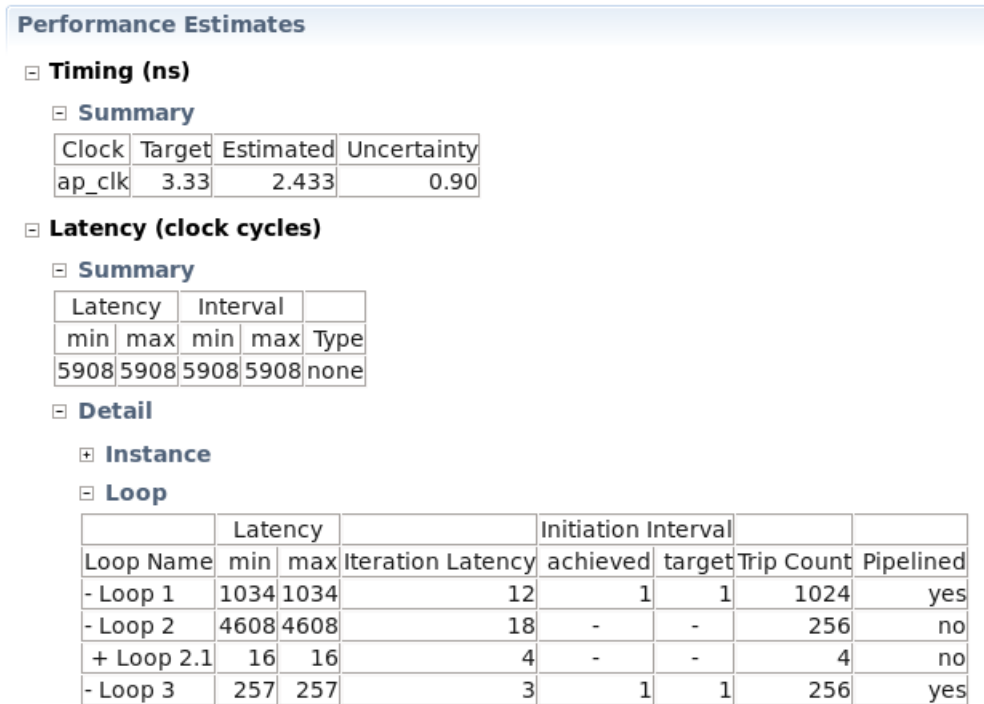 Performance Estimates
Timing (ns)
Summary
Clock Target Estimated Uncertainty
ap_clk 3.33 2.433 0.90
Latency (clock cycles)
Summary
Latency Interval
min max min max Type
5908 5908 5908 5908 none
Detail
Instance
Loop
Latency Initiation Interval
Loop Name min max Iteration Latency achieved target Trip Count Pipelined
- Loop 1 1034 1034 12 1 1 1024 yes
- Loop 2 4608 4608 18 - - 256 no
+ Loop 2.1 16 16 4 - - 4 no
- Loop 3 257 257 3 1 1 256 yes